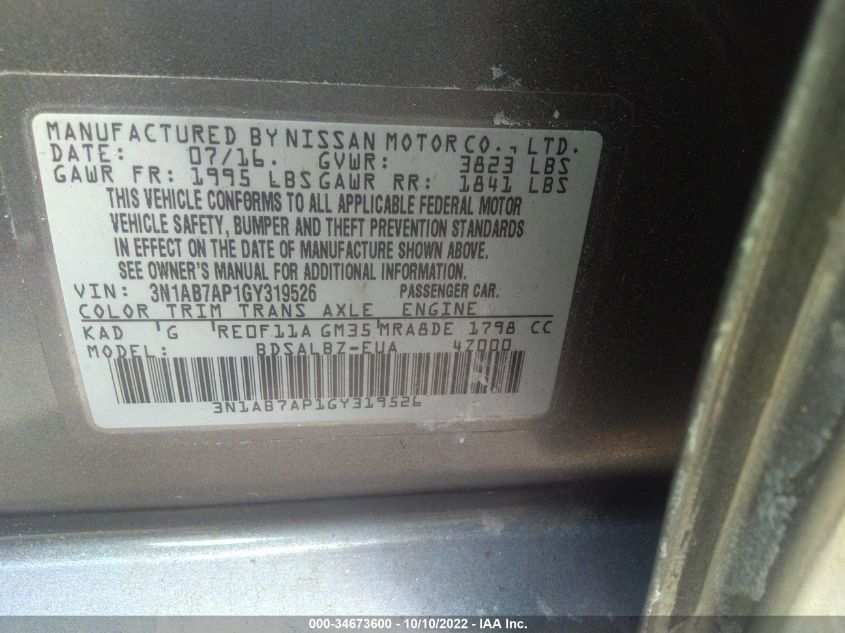 MANUFACTURED BY NISSAN MOTOR CO., LTD.
DATE: 07/16. GVWR: 3823 LBS
GAWR FR: 1995 LBS GAWR RR: 1841 LBS
THIS VEHICLE CONFORMS TO ALL APPLICABLE FEDERAL MOTOR
VEHICLE SAFETY, BUMPER AND THEFT PREVENTION STANDARDS
IN EFFECT ON THE DATE OF MANUFACTURE SHOWN ABOVE.
SEE OWNER'S MANUAL FOR ADDITIONAL INFORMATION.
VIN: 3N1AB7AP1GY319526 PASSENGER CAR.
COLOR TRIM TRANS AXLE ENGINE
KAD 'G 'RE0F11A GM35'MRA8DE 1798 CC
MODEL: BDSALBZ-EUA 4Z000
3N1AB7AP1GY319526
000-34673600 - 10/10/2022 - IAA Inc.